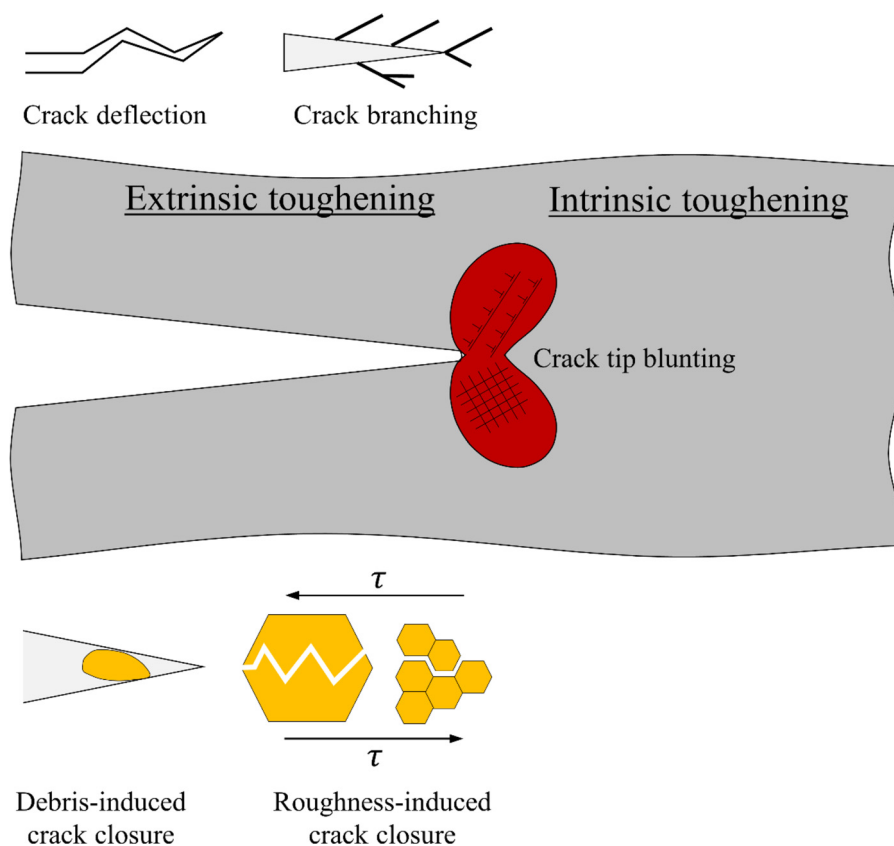 Crack deflection
Crack branching
Extrinsic toughening
Intrinsic toughening
Crack tip blunting
τ
τ
Debris-induced
crack closure
Roughness-induced
crack closure